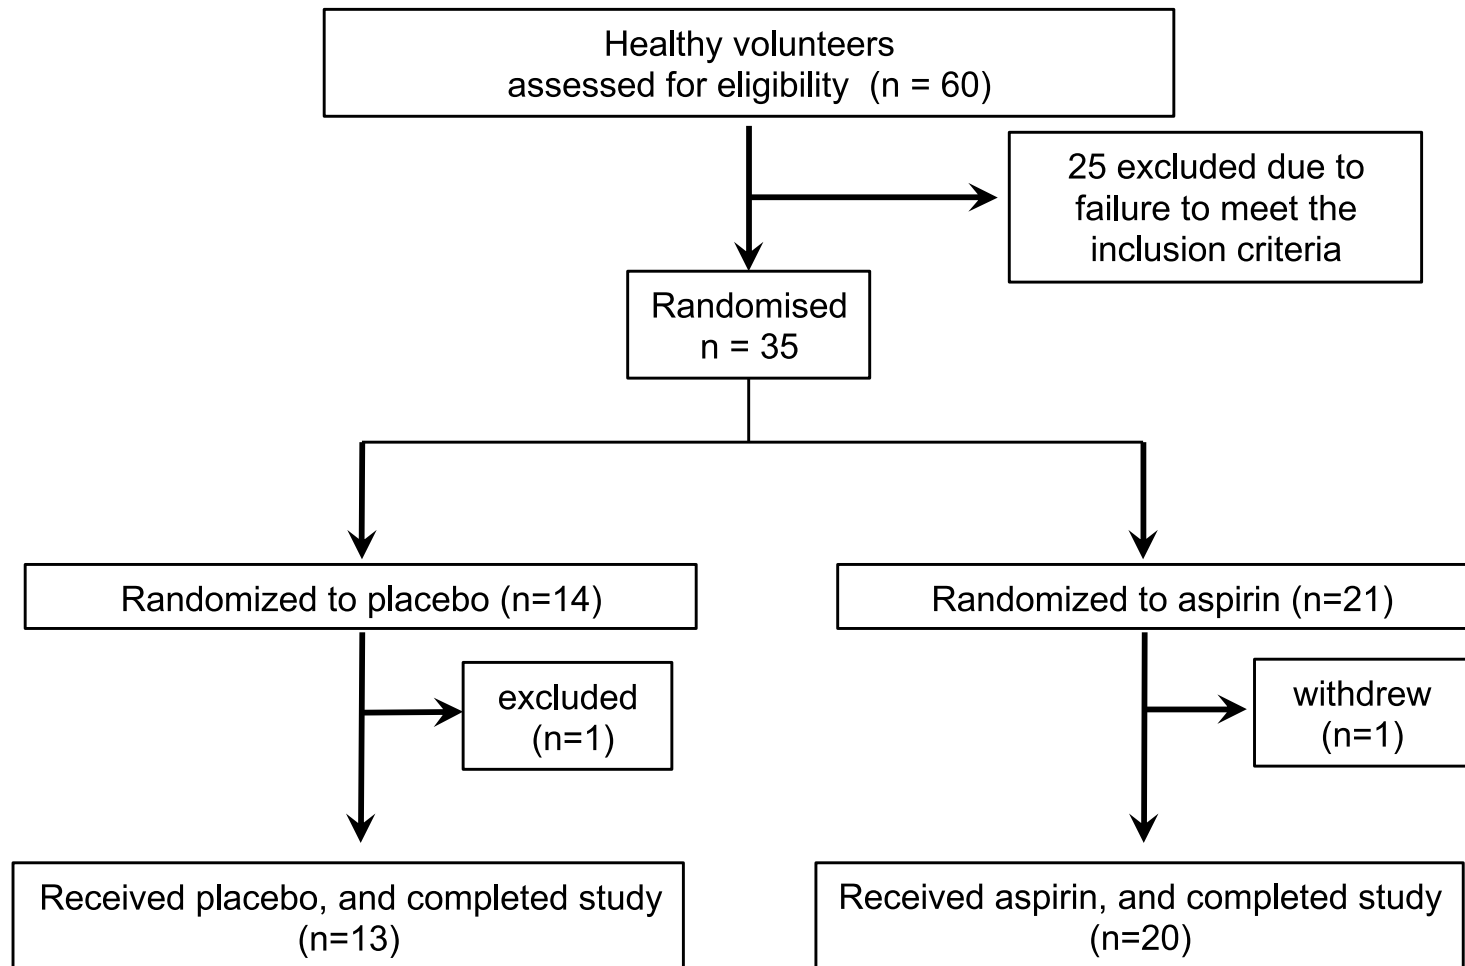 Healthy volunteers
assessed for eligibility  (n = 60)
25 excluded due to
failure to meet the
inclusion criteria
Randomised
n = 35
Randomized to placebo (n=14)
Randomized to aspirin (n=21)
excluded
(n=1)
withdrew
(n=1)
Received placebo, and completed study
(n=13)
Received aspirin, and completed study
(n=20)